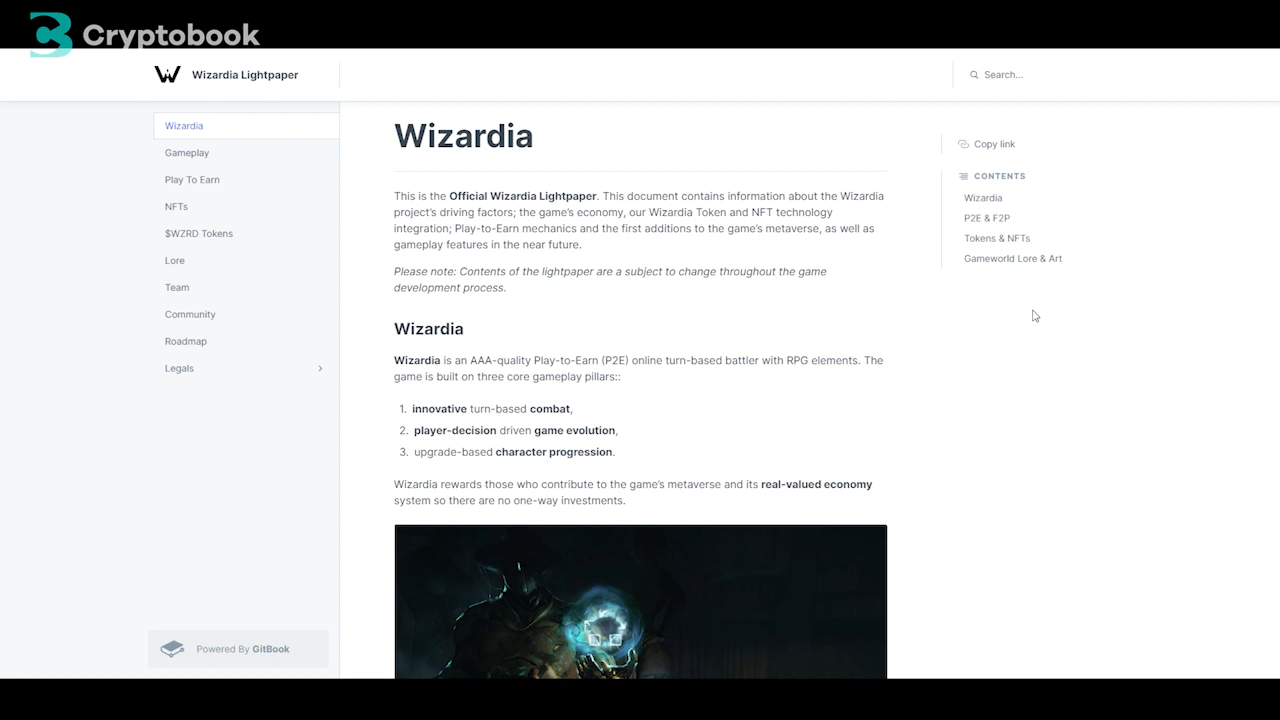 Cryptobook
Wizardia Lightpaper
Search...
Wizardia
Gameplay
Play To Earn
NFTs
$WZRD Tokens
Lore
Team
Community
Roadmap
Legals
Powered By GitBook
Wizardia
This is the Official Wizardia Lightpaper. This document contains information about the Wizardia
project's driving factors; the game's economy, our Wizardia Token and NFT technology
integration; Play-to-Earn mechanics and the first additions to the game's metaverse, as well as
gameplay features in the near future.
Please note: Contents of the lightpaper are a subject to change throughout the game
development process.
Wizardia
Wizardia is an AAA-quality Play-to-Earn (P2E) online turn-based battler with RPG elements. The
game is built on three core gameplay pillars::
1. innovative turn-based combat,
2. player-decision driven game evolution,
3. upgrade-based character progression.
Wizardia rewards those who contribute to the game's metaverse and its real-valued economy
system so there are no one-way investments.
Copy link
CONTENTS
Wizardia
P2E & F2P
Tokens & NFTs
Gameworld Lore & Art